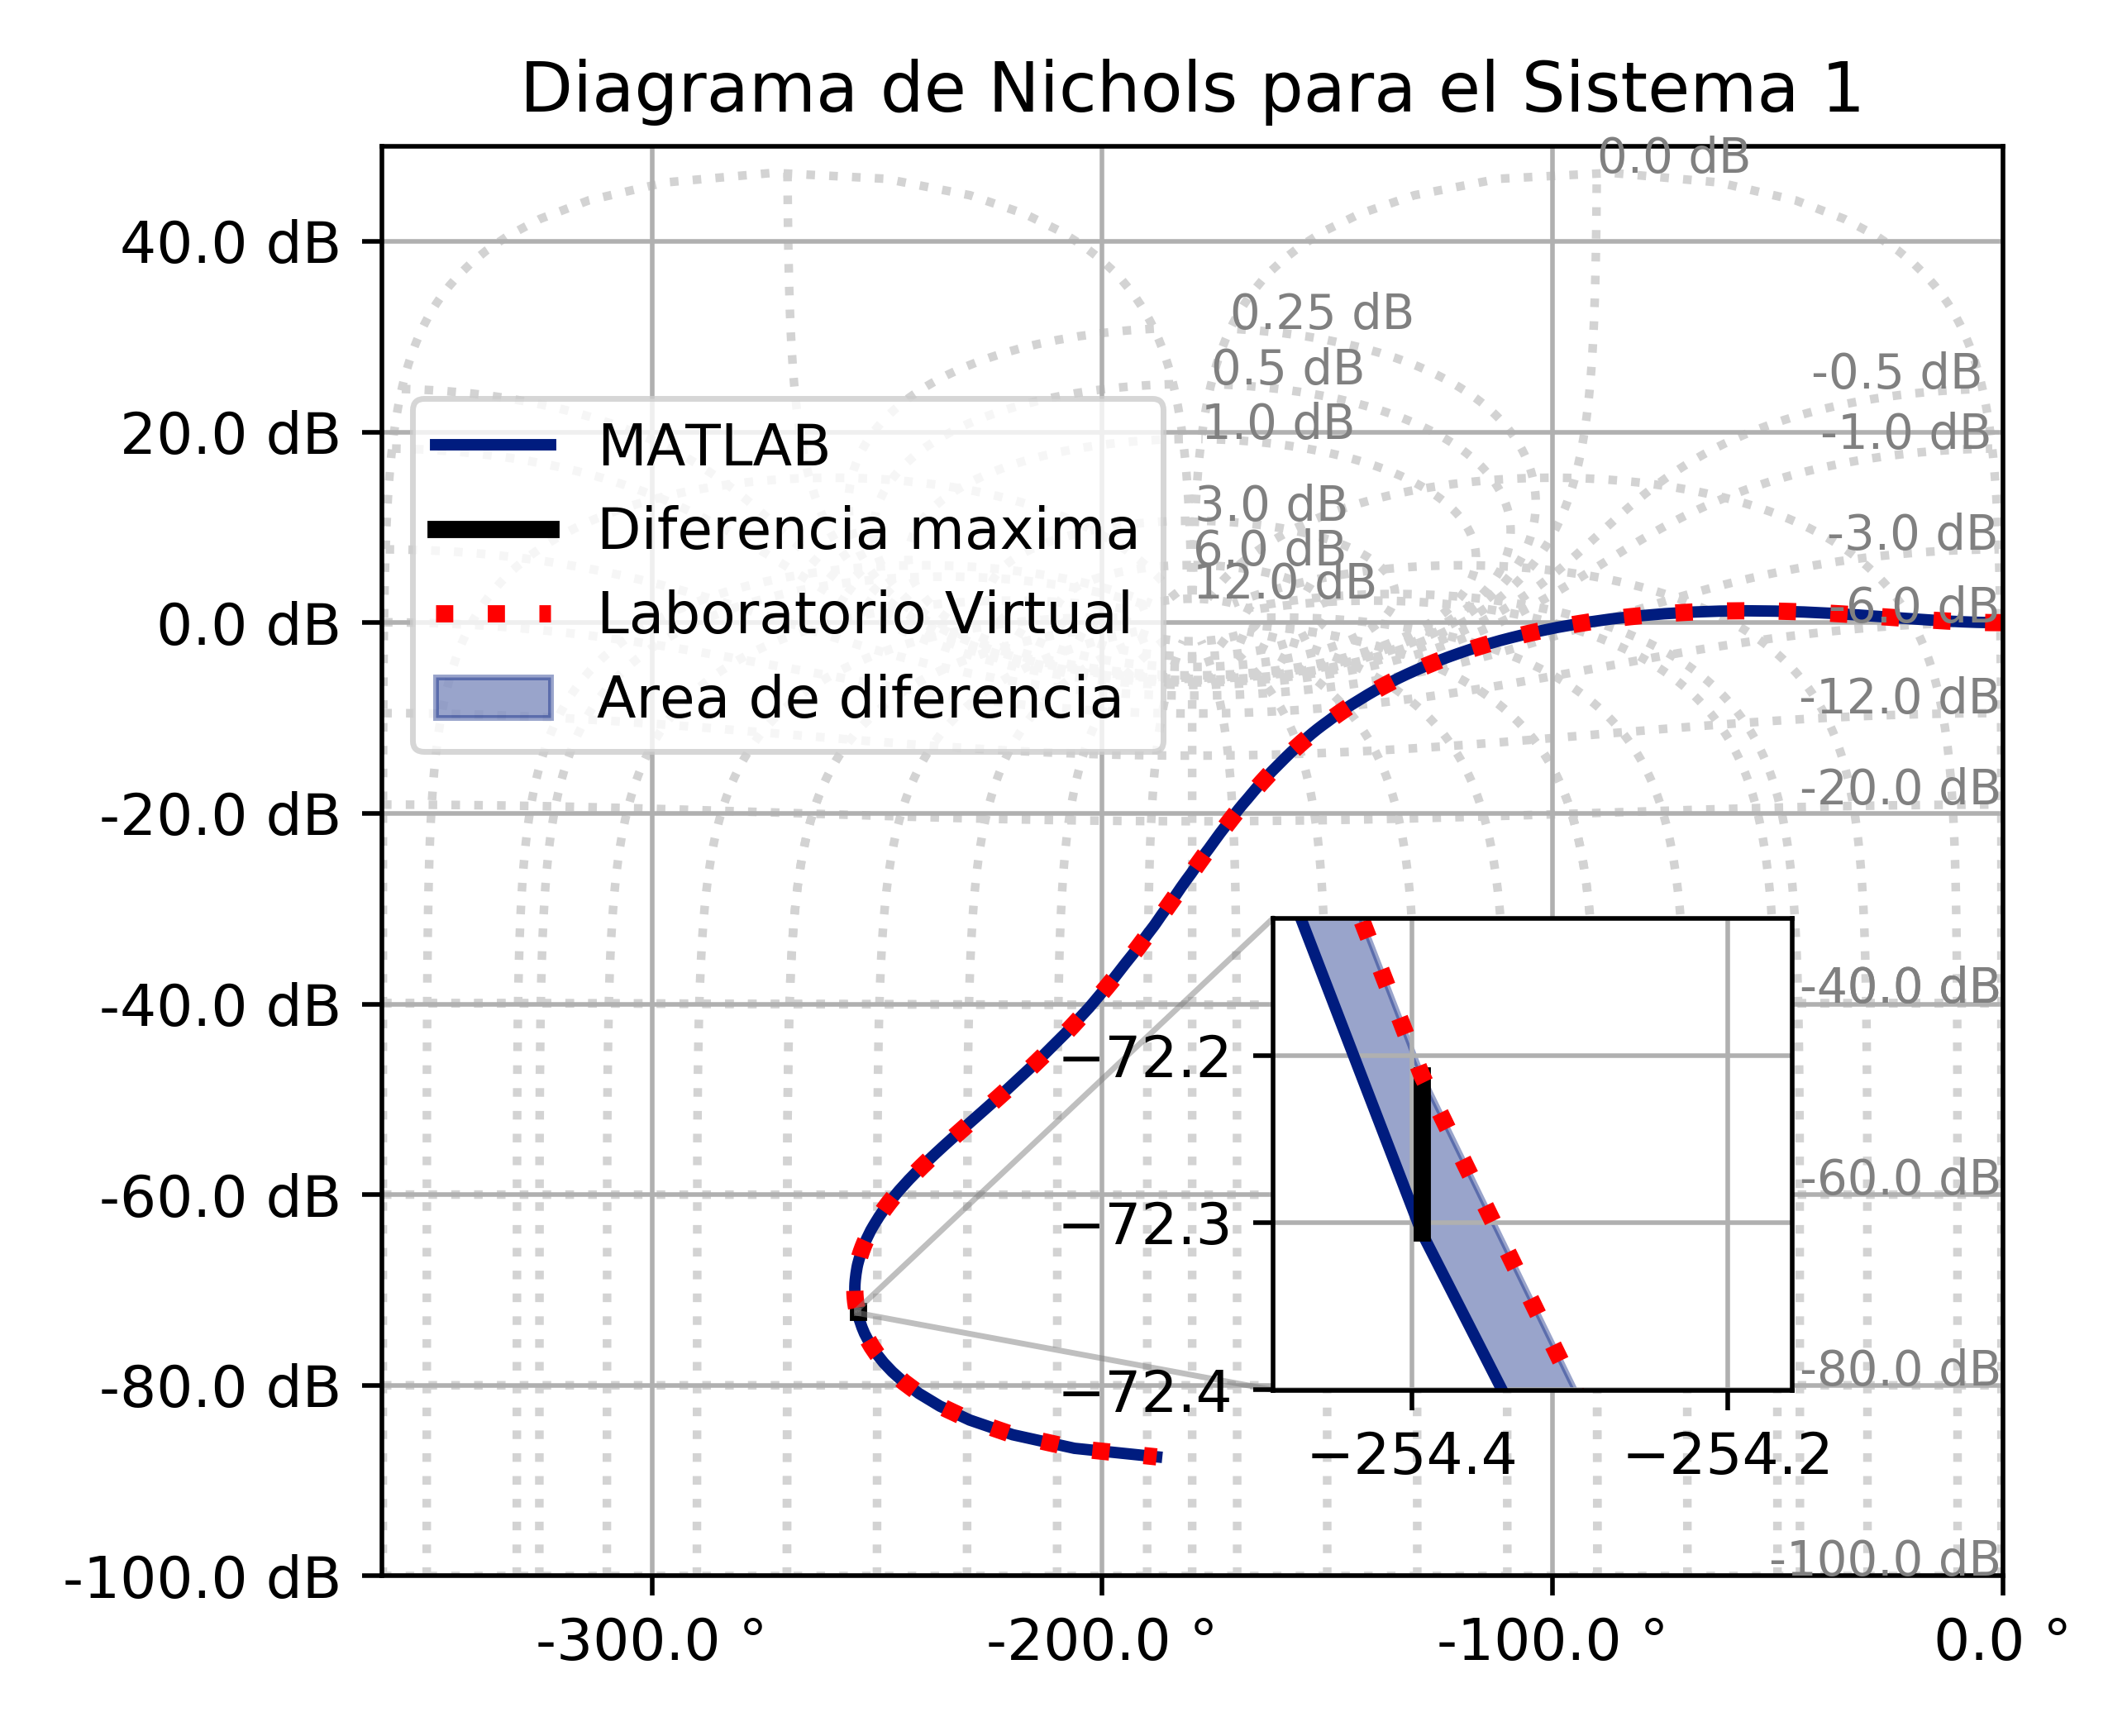 Diagrama de Nichols para el Sistema 1
0.0 dB
40.0 dB
0.25 dB
0.5 dB
-0.5 dB
20.0 dB
1.0 dB
-1.0 dB
MATLAB
Diferencia maxima
Laboratorio Virtual
Area de diferencia
3.0 dB
-3.0 dB
6.0 dB
12.0 dB
-6.0 dB
0.0 dB
-12.0 dB
-20.0 dB
-20.0 dB
-40.0 dB
-40.0 dB
−72.2
-60.0 dB
-60.0 dB
−72.3
-80.0 dB
-80.0 dB
−72.4
−254.4
−254.2
-100.0 dB
-100.0 dB
-300.0 °
-200.0 °
-100.0 °
0.0 °